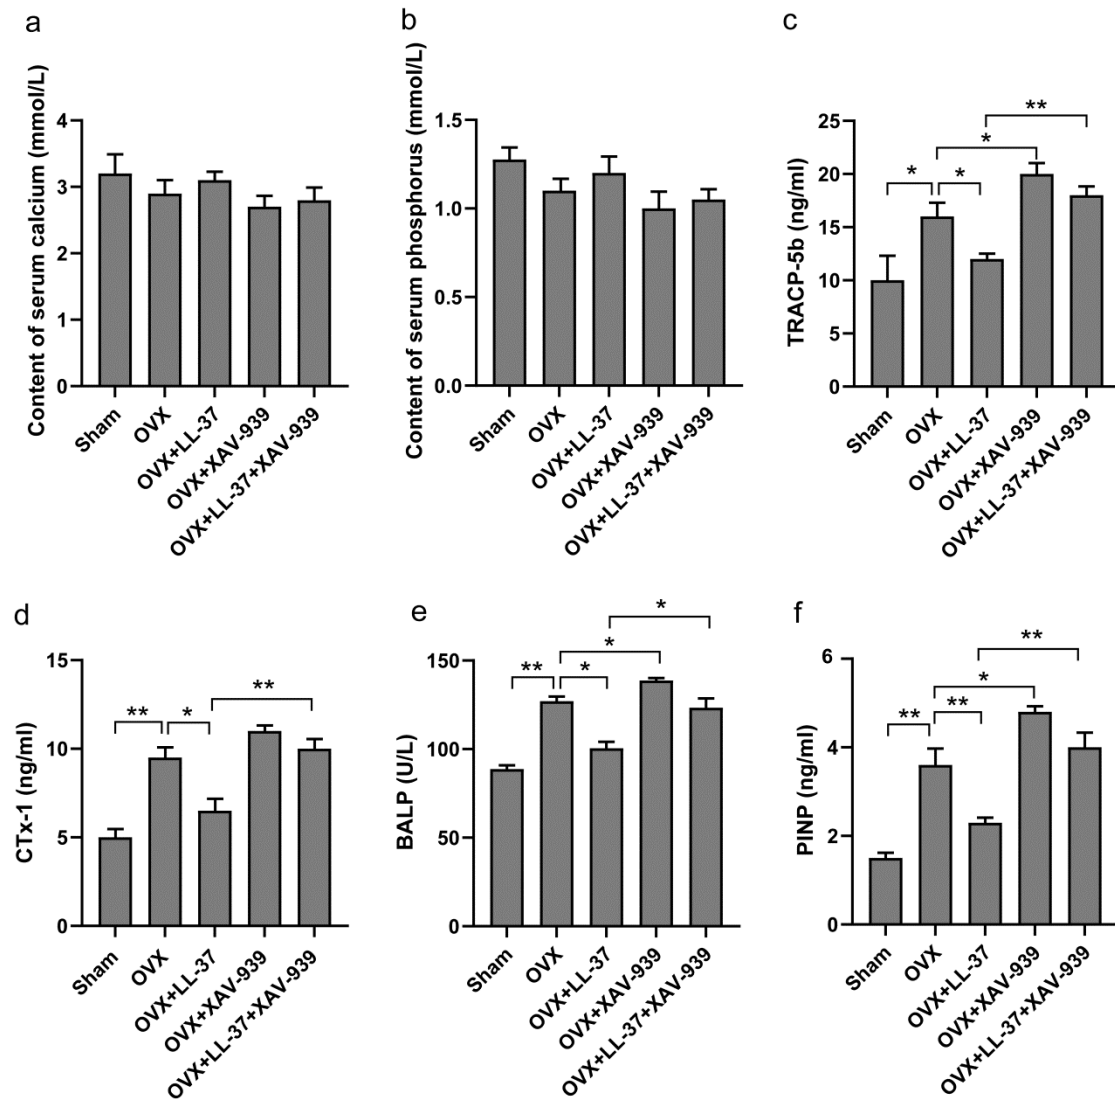 a
Content of serum calcium (mmol/L)
4
3
2
1
0
Sham
OVX
OVX+LL-37
OVX+XAV-939
OVX+LL-37+XAV-939
b
Content of serum phosphorus (mmol/L)
1.5
1.0
0.5
0.0
Sham
OVX
OVX+LL-37
OVX+XAV-939
OVX+LL-37+XAV-939
c
TRACP-5b (ng/ml)
25
20
15
10
5
0
**
*
*
*
Sham
OVX
OVX+LL-37
OVX+XAV-939
OVX+LL-37+XAV-939
d
CTx-1 (ng/ml)
15
10
5
0
**
**
*
Sham
OVX
OVX+LL-37
OVX+XAV-939
OVX+LL-37+XAV-939
e
BALP (U/L)
150
100
50
0
*
*
**
*
Sham
OVX
OVX+LL-37
OVX+XAV-939
OVX+LL-37+XAV-939
f
PINP (ng/ml)
6
4
2
0
**
*
**
**
Sham
OVX
OVX+LL-37
OVX+XAV-939
OVX+LL-37+XAV-939